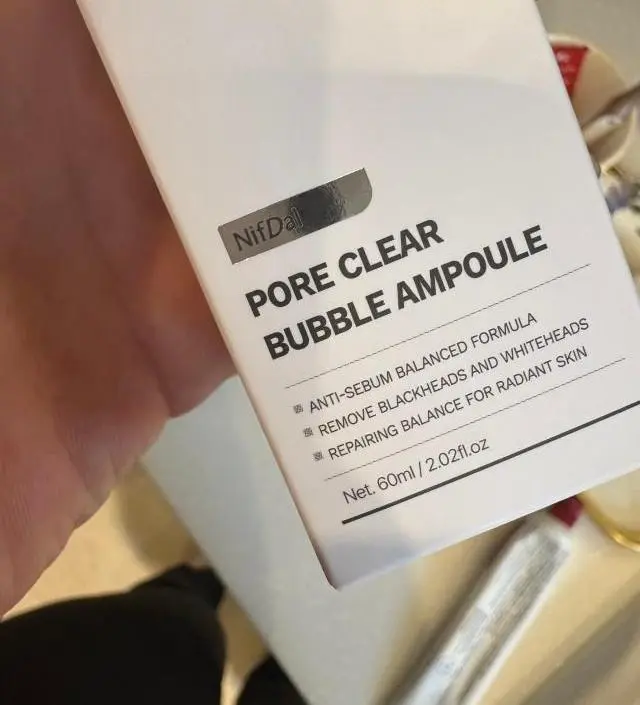 NifDal
PORE CLEAR
BUBBLE AMPOULE
ANTI-SEBUM BALANCED FORMULA
REMOVE BLACKHEADS AND WHITEHEADS
REPAIRING BALANCE FOR RADIANT SKIN
Net. 60ml / 2.02fl.oz